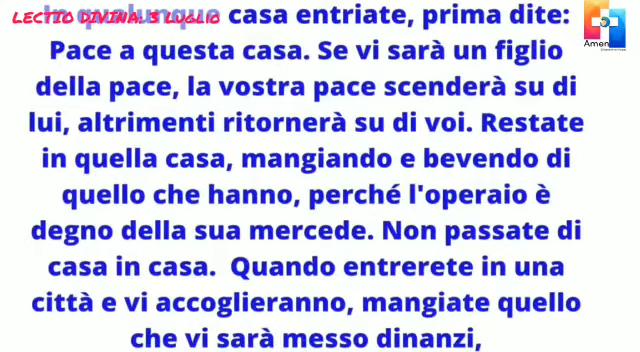 LECTIO DIVINA: 3 LUGLIO
In qualunque casa entriate, prima dite:
Pace a questa casa. Se vi sarà un figlio
della pace, la vostra pace scenderà su di
lui, altrimenti ritornerà su di voi. Restate
in quella casa, mangiando e bevendo di
quello che hanno, perché l'operaio è
degno della sua mercede. Non passate di
casa in casa. Quando entrerete in una
città e vi accoglieranno, mangiate quello
che vi sarà messo dinanzi,
Amen